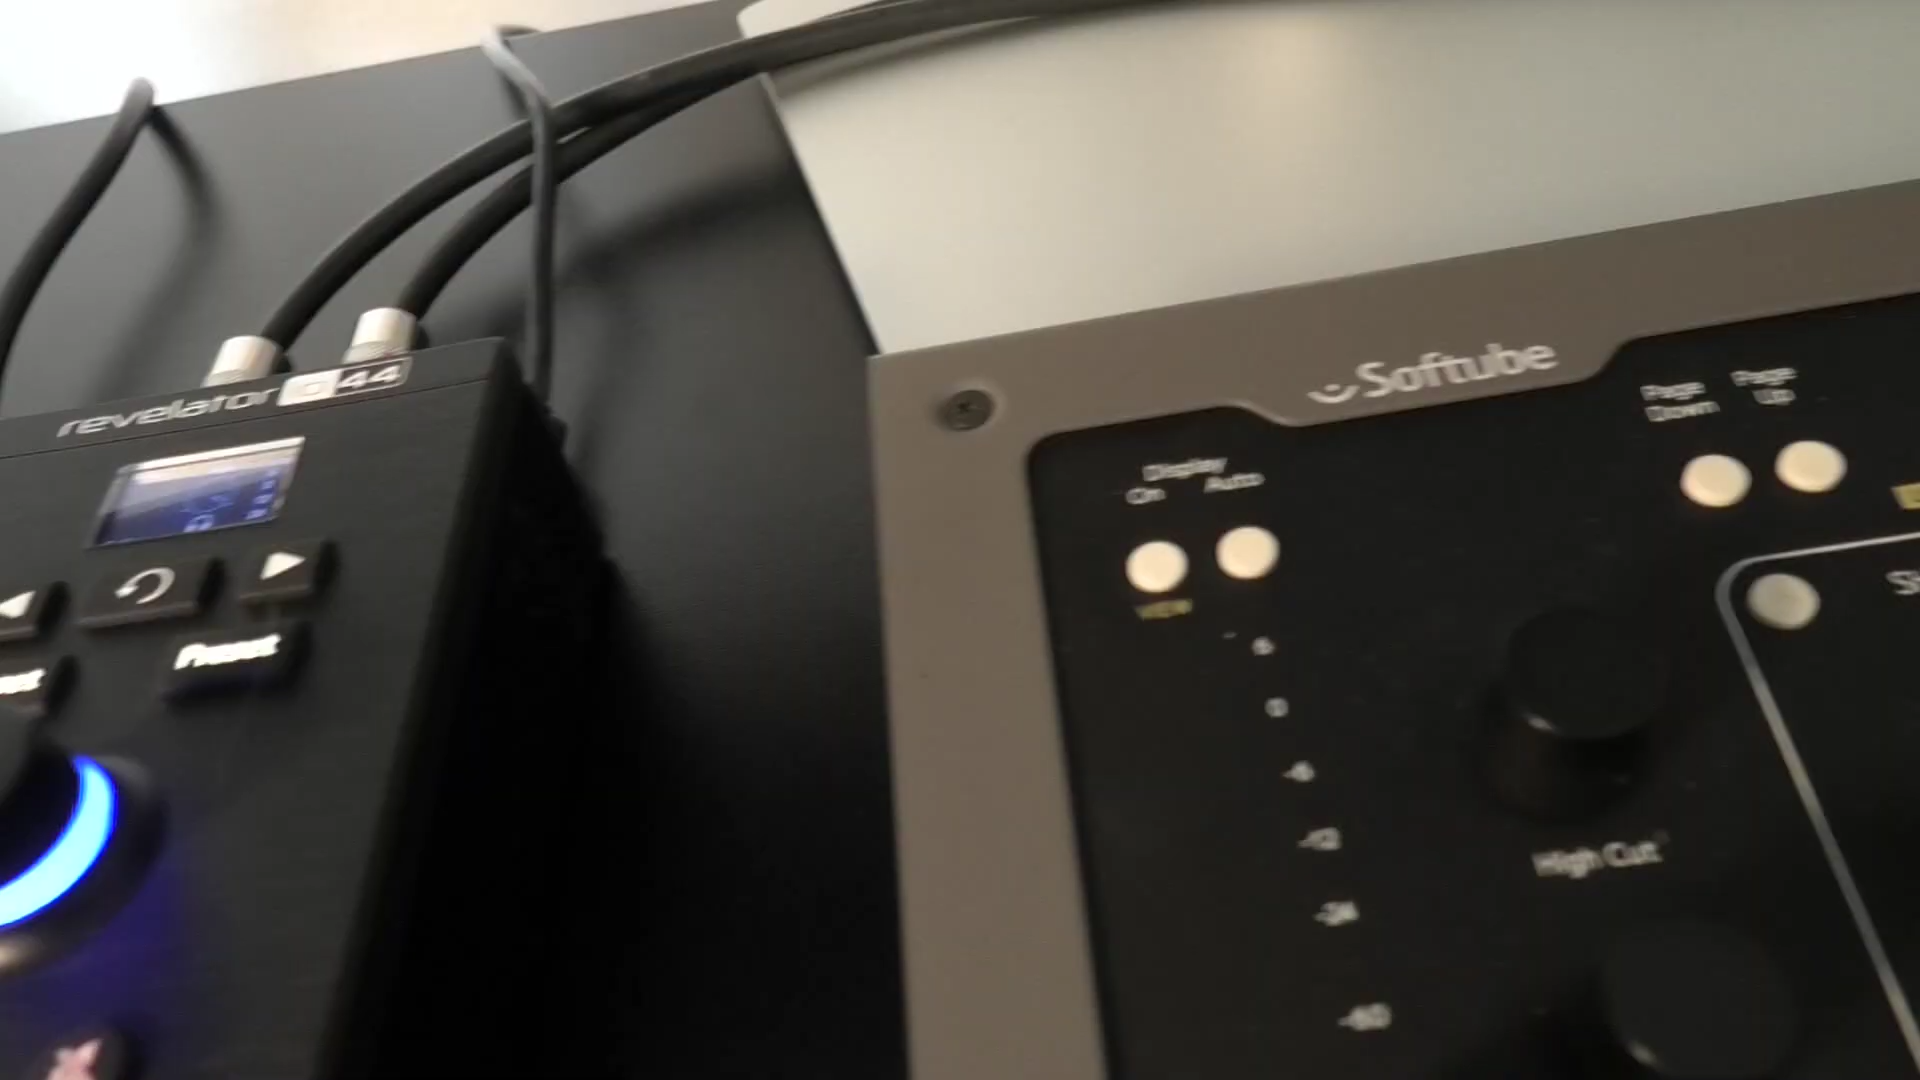 revelator io44
Preset
Softube
Display
On Auto
VIEW
Page Down
Page Up
6
0
-6
-12
-24
-60
High Cut